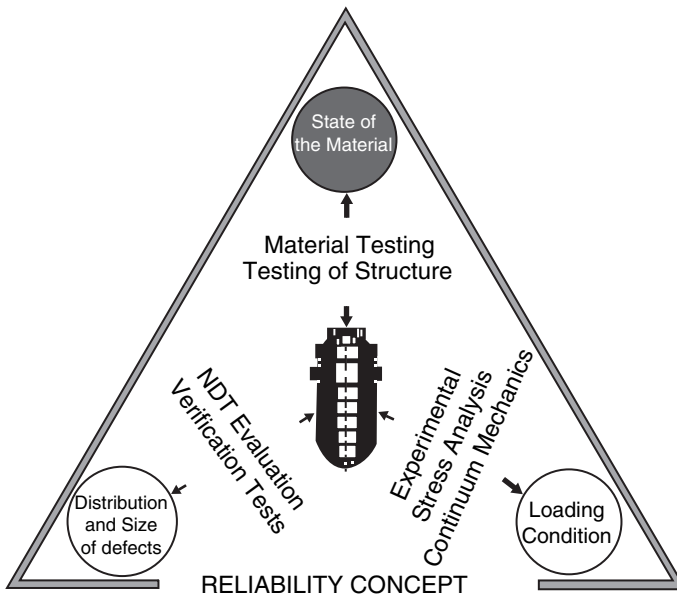 State of
the Material
Material Testing
Testing of Structure
NDT Evaluation
Verification Tests
Experimental
Stress Analysis
Continuum Mechanics
Distribution
and Size
of defects
Loading
Condition
RELIABILITY CONCEPT